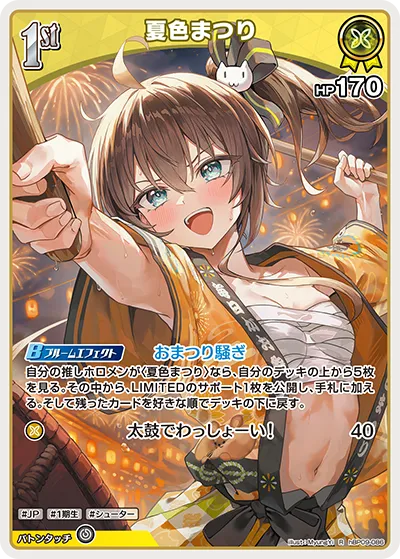 1st
夏色まつり
HP170
Bブルームエフェクト おまつり騒ぎ
自分の推しホロメンが〈夏色まつり〉なら、自分のデッキの上から5枚
を見る。その中から、LIMITEDのサポート1枚を公開し、手札に加え
る。そして残ったカードを好きな順でデッキの下に戻す。
太鼓でわっしょーい! 40
#JP #1期生 #シューター
バトンタッチ
illust: MyungYi R hBP09-086